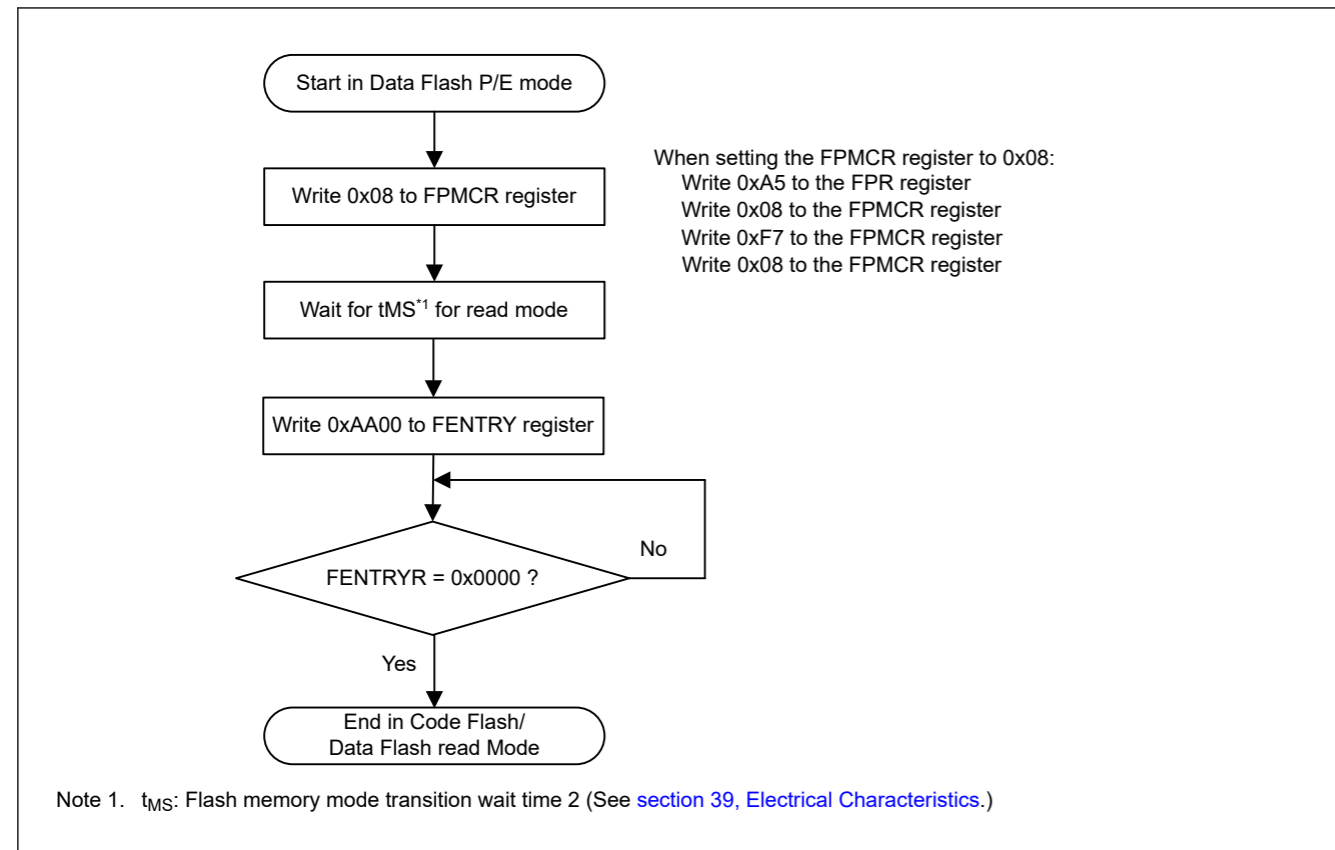 Start in Data Flash P/E mode
When setting the FPMCR register to 0x08:
Write 0xA5 to the FPR register
Write 0x08 to the FPMCR register
Write 0xF7 to the FPMCR register
Write 0x08 to the FPMCR register
Write 0x08 to FPMCR register
Wait for tMS*1 for read mode
Write 0xAA00 to FENTRY register
FENTRYR = 0x0000 ?
No
Yes
End in Code Flash/
Data Flash read Mode
Note 1. tMS: Flash memory mode transition wait time 2 (See section 39, Electrical Characteristics.)